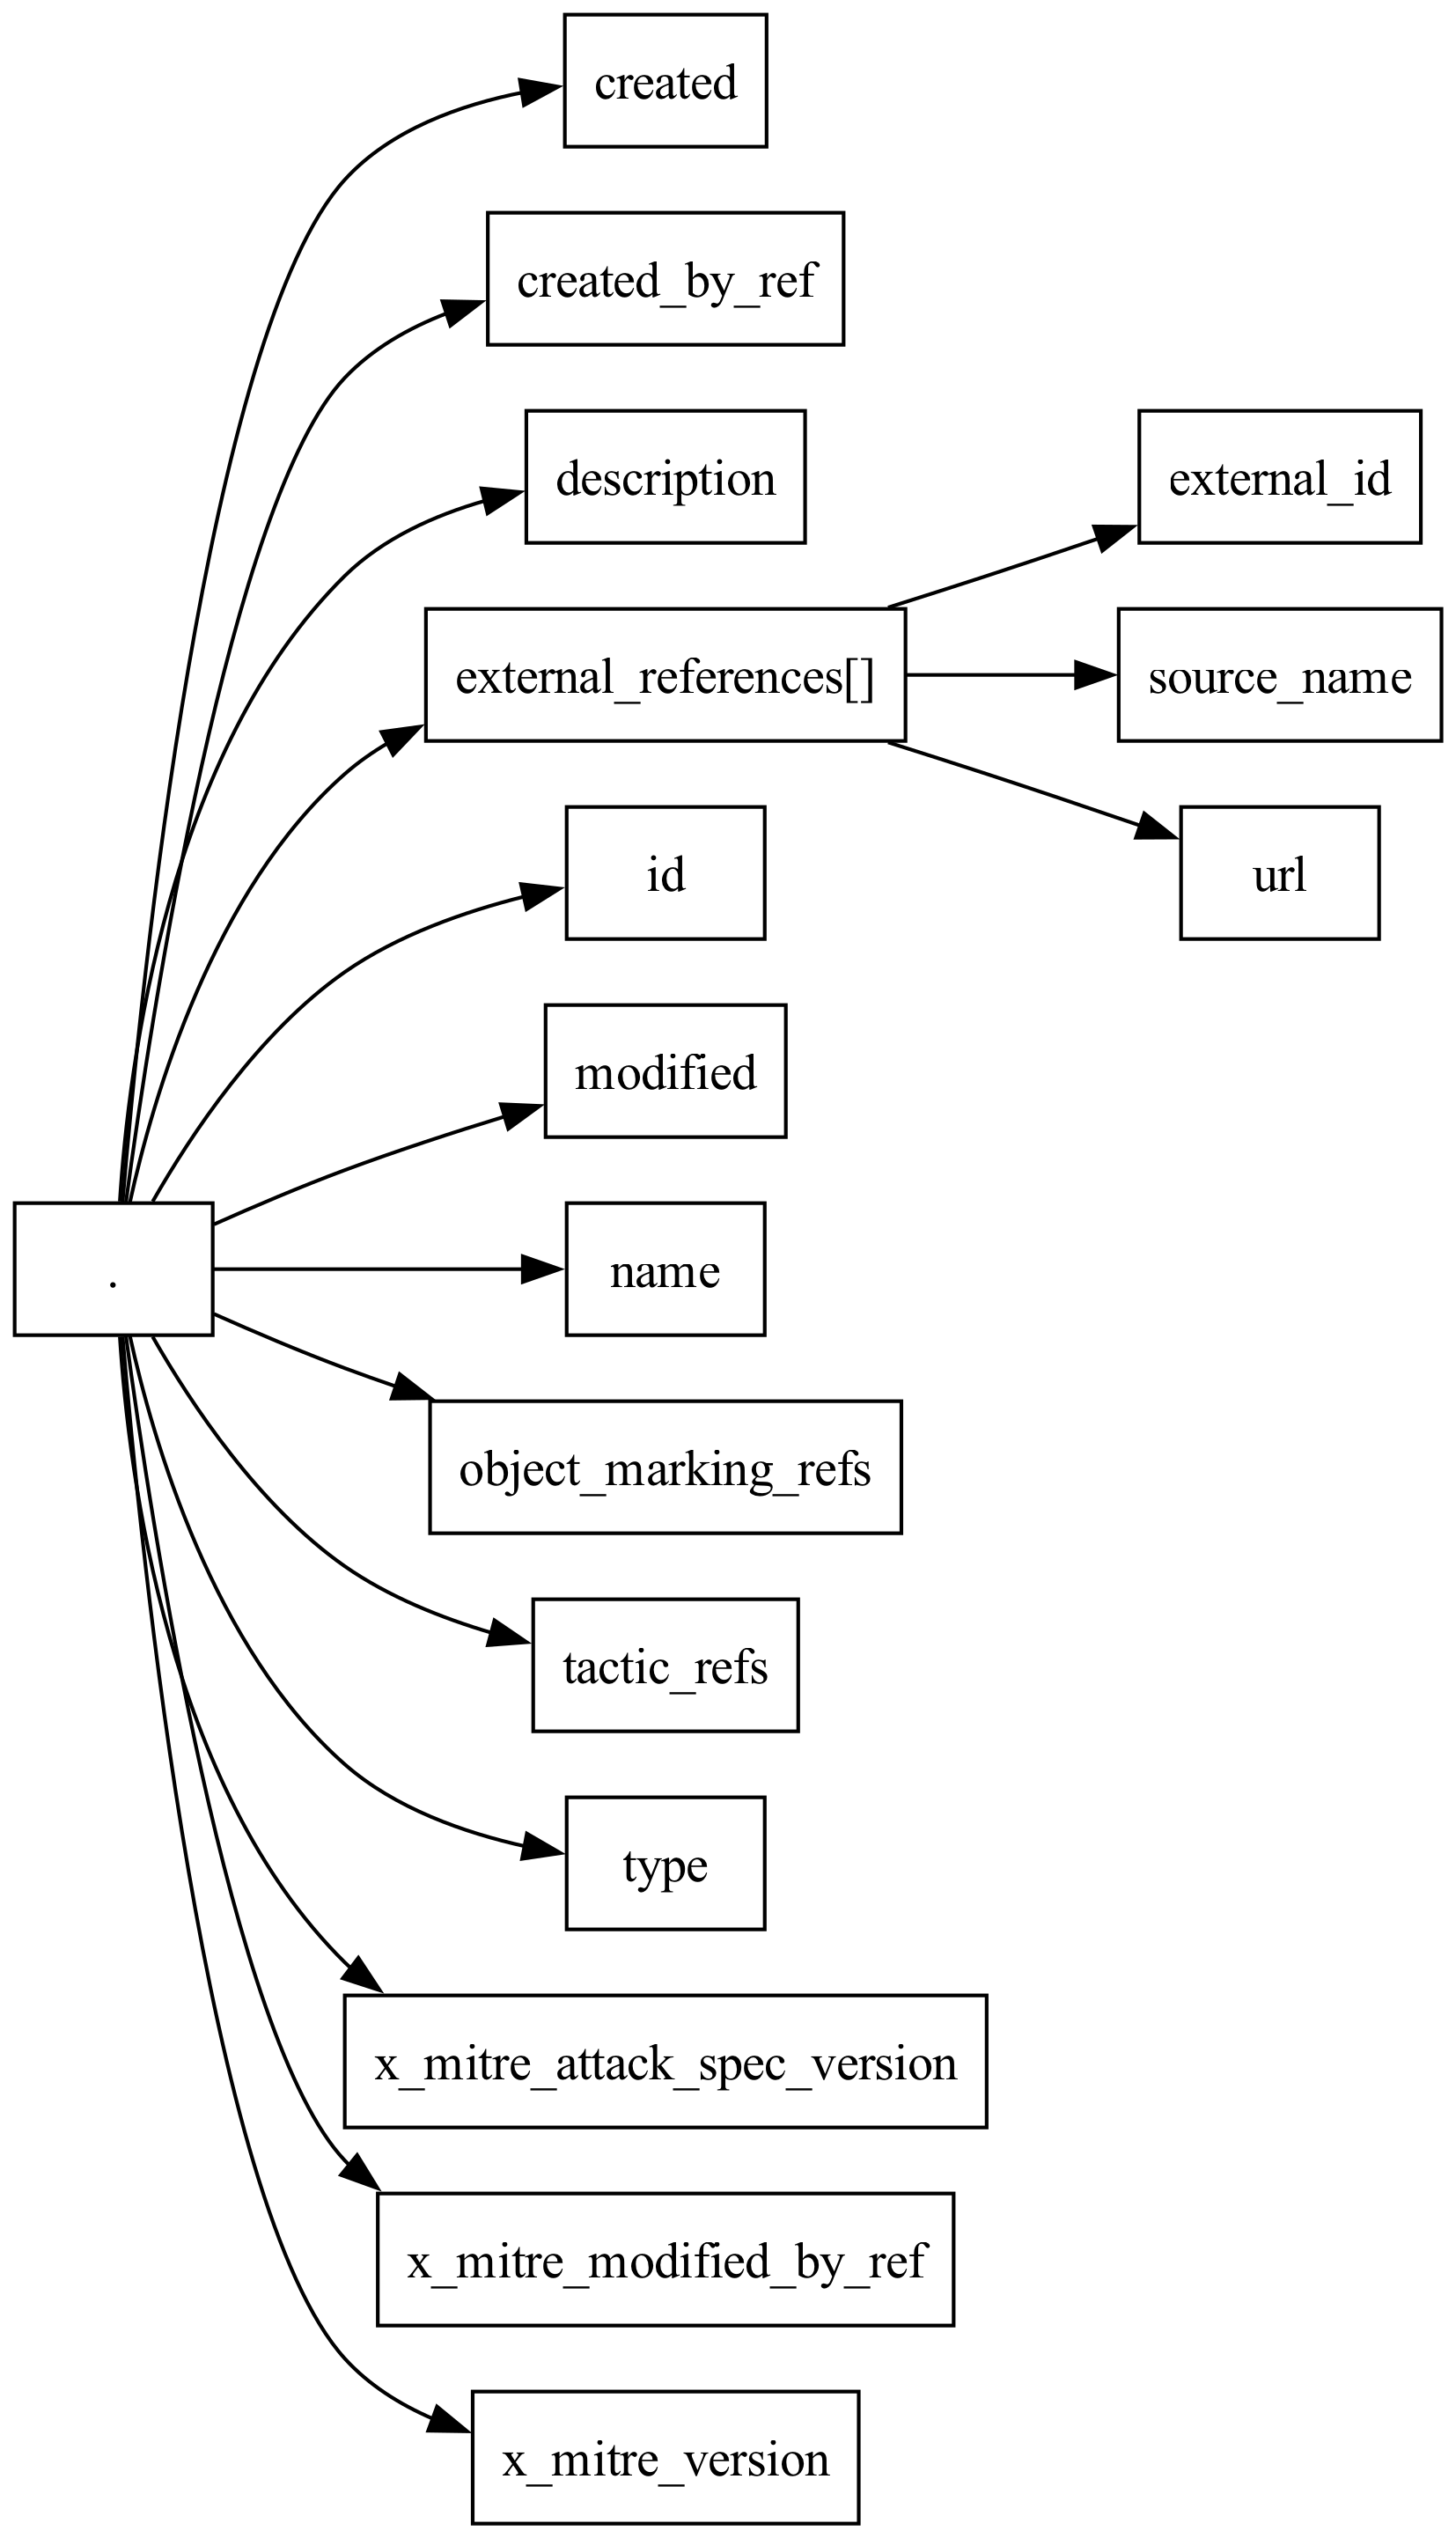 created
created_by_ref
description
external_id
external_references[]
source_name
id
url
modified
.
name
object_marking_refs
tactic_refs
type
x_mitre_attack_spec_version
x_mitre_modified_by_ref
x_mitre_version